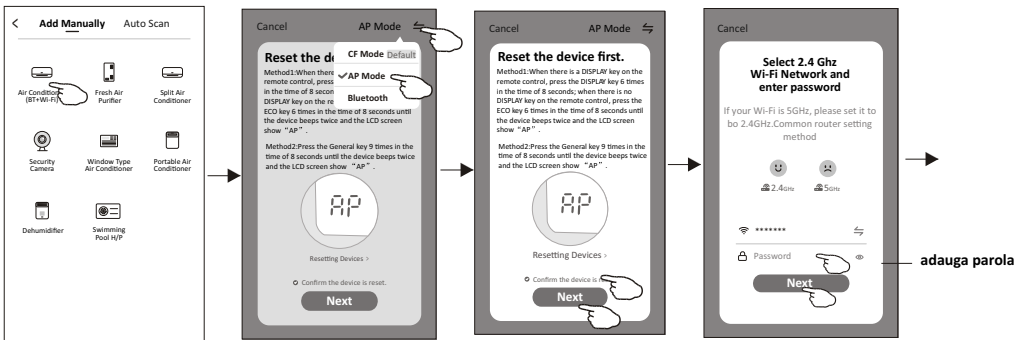 Add Manually Auto Scan
Air Condition
(BT+Wi-Fi)
Fresh Air
Purifier
Split Air
Conditioner
Security
Camera
Window Type
Air Conditioner
Portable Air
Conditioner
Dehumidifier
Swimming
Pool H/P
Cancel AP Mode
CF Mode Default
AP Mode
Bluetooth
Reset the de
Method1:When there
remote control, press
in the time of 8 secon
DISPLAY key on the re
ECO key 6 times in the time of 8 seconds until
the device beeps twice and the LCD screen
show “AP”.
Method2:Press the General key 9 times in the
time of 8 seconds until the device beeps twice
and the LCD screen show “AP”.
AP
Resetting Devices >
Confirm the device is reset.
Next
Cancel AP Mode
Reset the device first.
Method1:When there is a DISPLAY key on the
remote control, press the DISPLAY key 6 times
in the time of 8 seconds; when there is no
DISPLAY key on the remote control, press the
ECO key 6 times in the time of 8 seconds until
the device beeps twice and the LCD screen
show “AP”.
Method2:Press the General key 9 times in the
time of 8 seconds until the device beeps twice
and the LCD screen show “AP”.
AP
Resetting Devices >
Confirm the device is re
Next
Cancel
Select 2.4 Ghz
Wi-Fi Network and
enter password
If your Wi-Fi is 5GHz, please set it to
bo 2.4GHz.Common router setting
method
2.4GHz 5GHz
*******
Password
Next
adauga parola